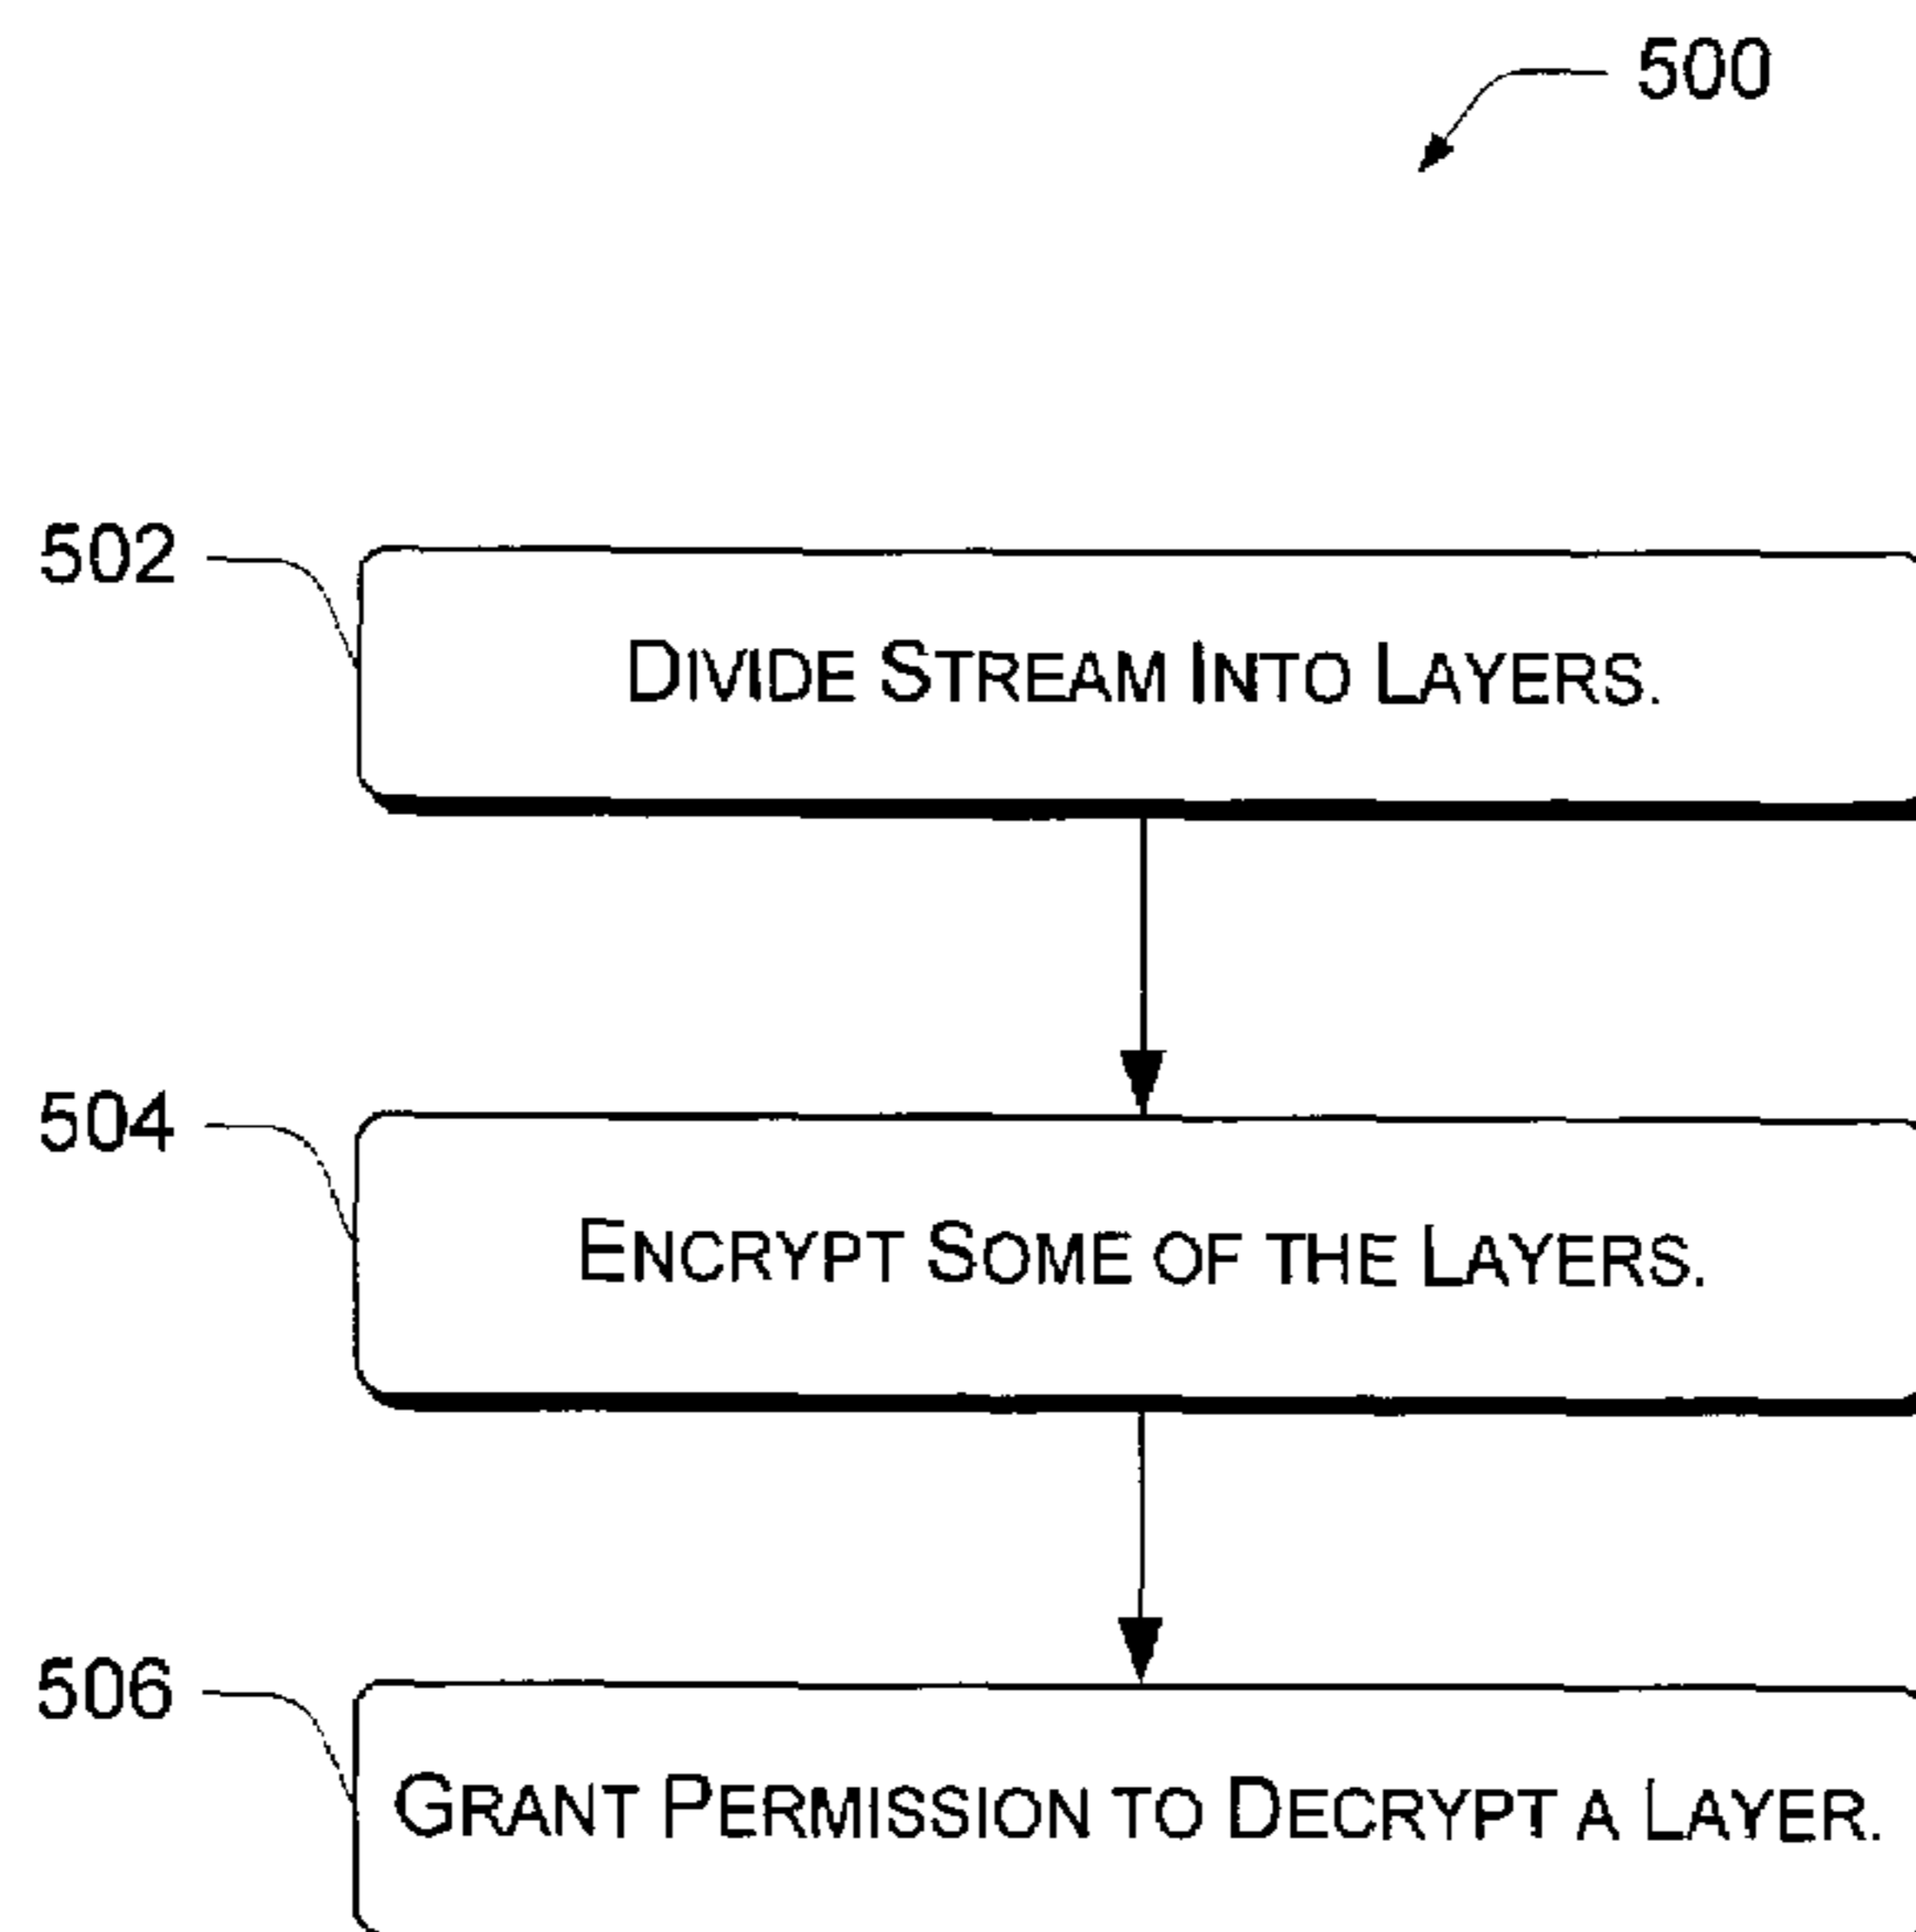 500
502
DIVIDE STREAM INTO LAYERS.
504
ENCRYPT SOME OF THE LAYERS.
506
GRANT PERMISSION TO DECRYPT A LAYER.